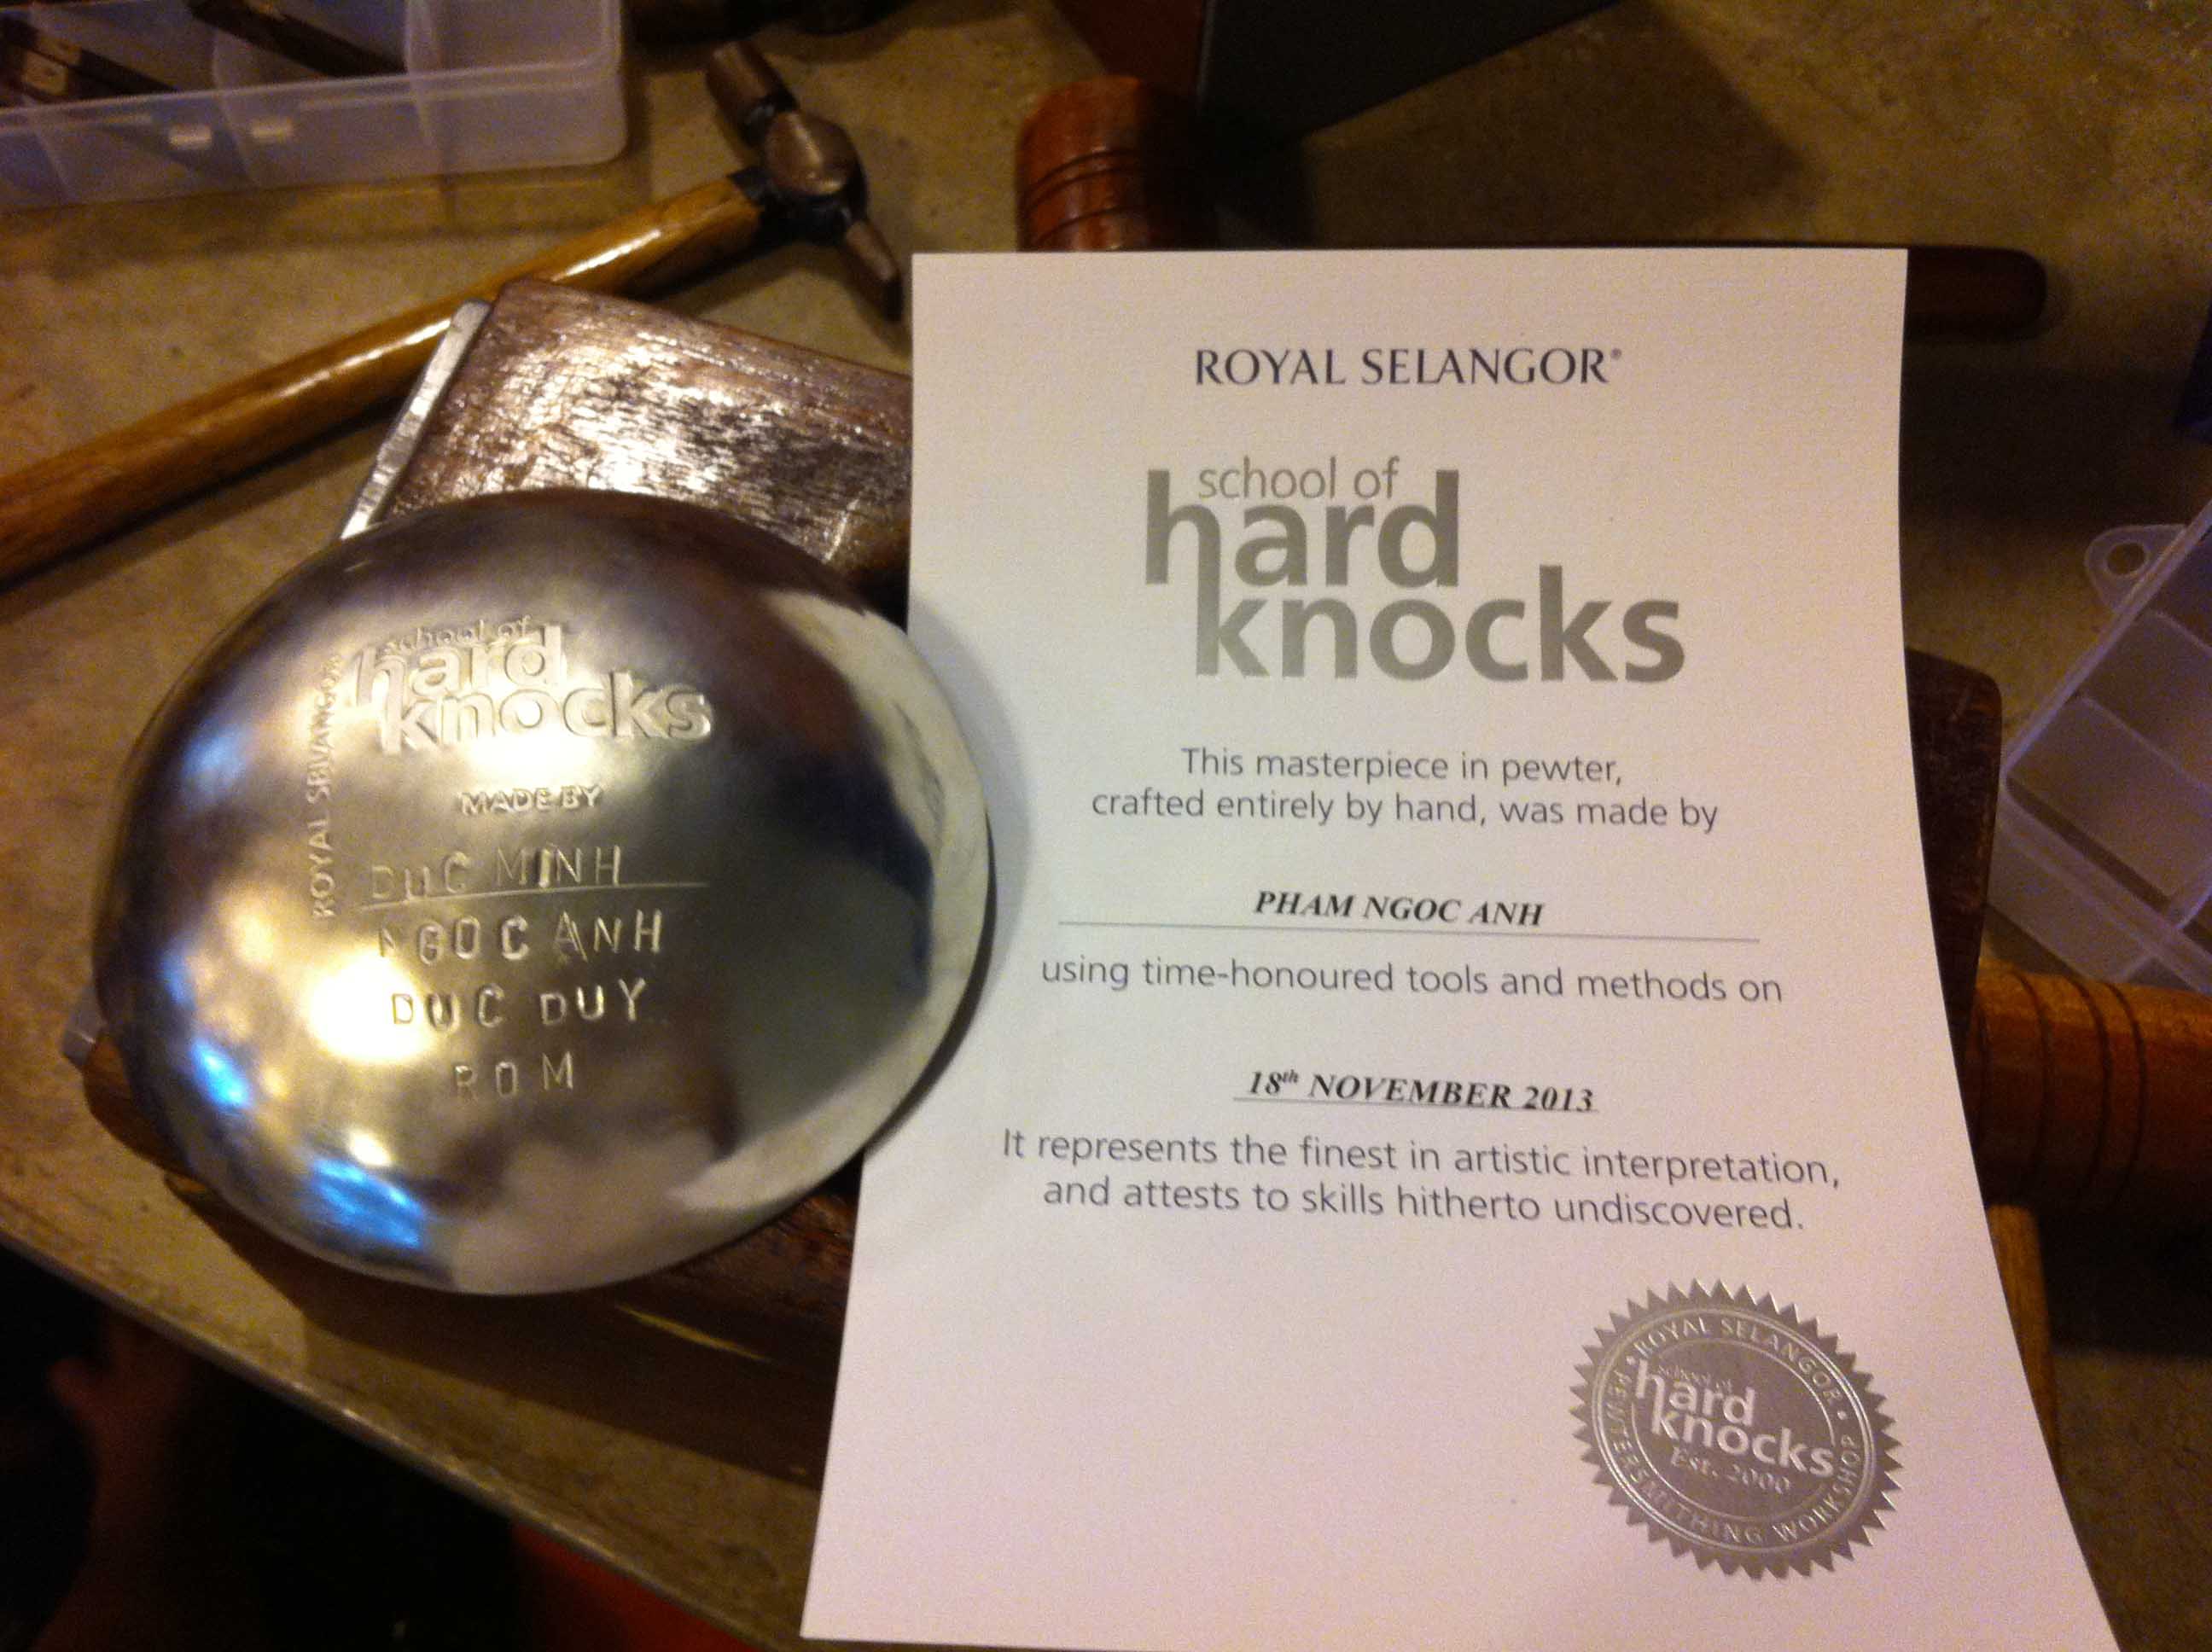 school of
hard
knocks
ROYAL SELANGOR
MADE BY
DUC MINH
NGOC ANH
DUC DUY
ROM
ROYAL SELANGOR®
school of
hard
knocks
This masterpiece in pewter,
crafted entirely by hand, was made by
PHAM NGOC ANH
using time-honoured tools and methods on
18th NOVEMBER 2013
It represents the finest in artistic interpretation,
and attests to skills hitherto undiscovered.
ROYAL SELANGOR
school of
hard
knocks
Est. 2000
PEWTERSMITHING WORKSHOP